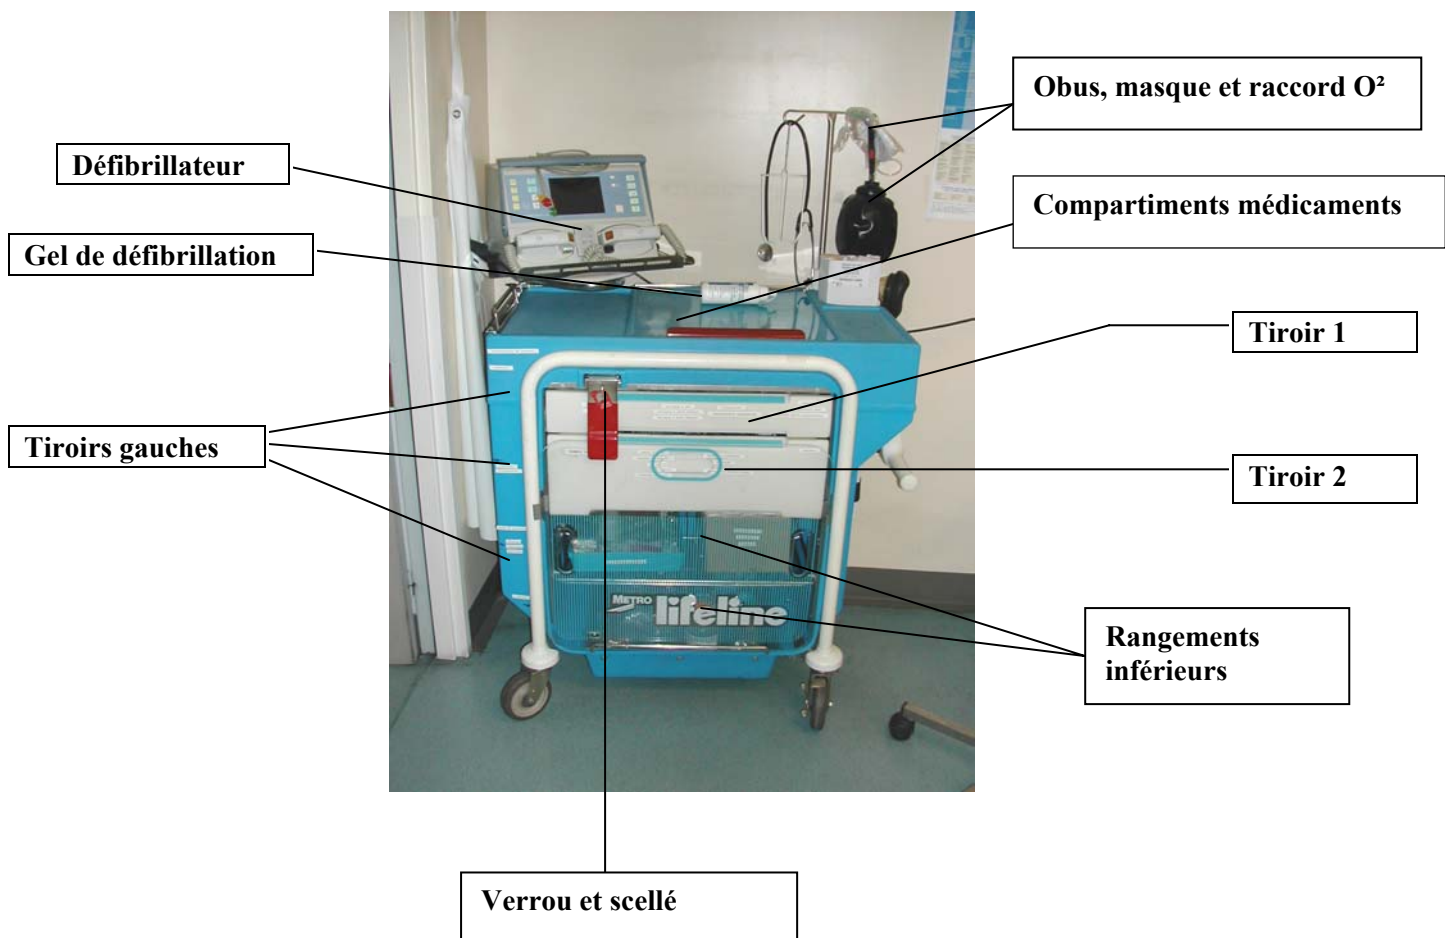 Obus, masque et raccord O²
Défibrillateur
Compartiments médicaments
Gel de défibrillation
Tiroir 1
Tiroirs gauches
Tiroir 2
METRO
lifeline
Rangements
inférieurs
Verrou et scellé